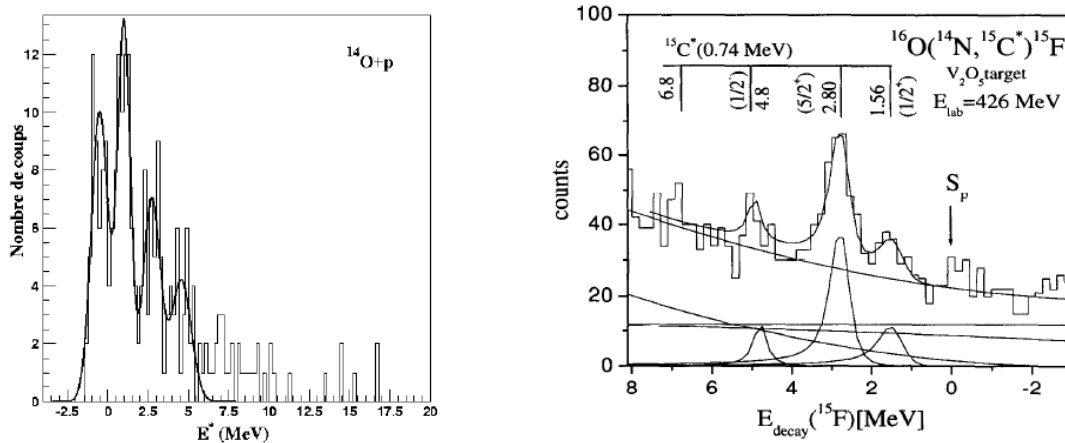 Nombre de coups
12
10
8
6
4
2
0
¹⁴O+p
-2.5 0 2.5 5 7.5 10 12.5 15 17.5 20
E* (MeV)
counts
100
80
60
40
20
0
¹⁶O(¹⁴N,¹⁵C*)¹⁵F
V₂O₅target
E_lab=426 MeV
¹⁵C*(0.74 MeV)
6.8
(1/2⁻)
4.8
(5/2⁺)
2.80
1.56
(1/2⁺)
S_p
8 6 4 2 0 -2
E_decay(¹⁵F)[MeV]